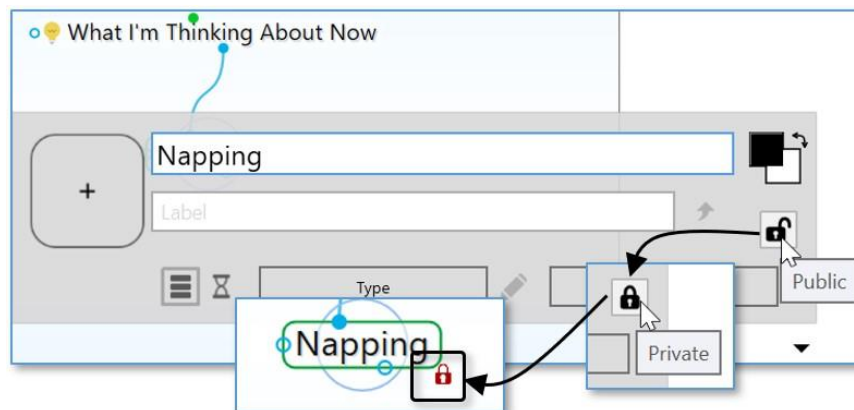 What I'm Thinking About Now
Napping
Label
Public
Type
Private
Napping